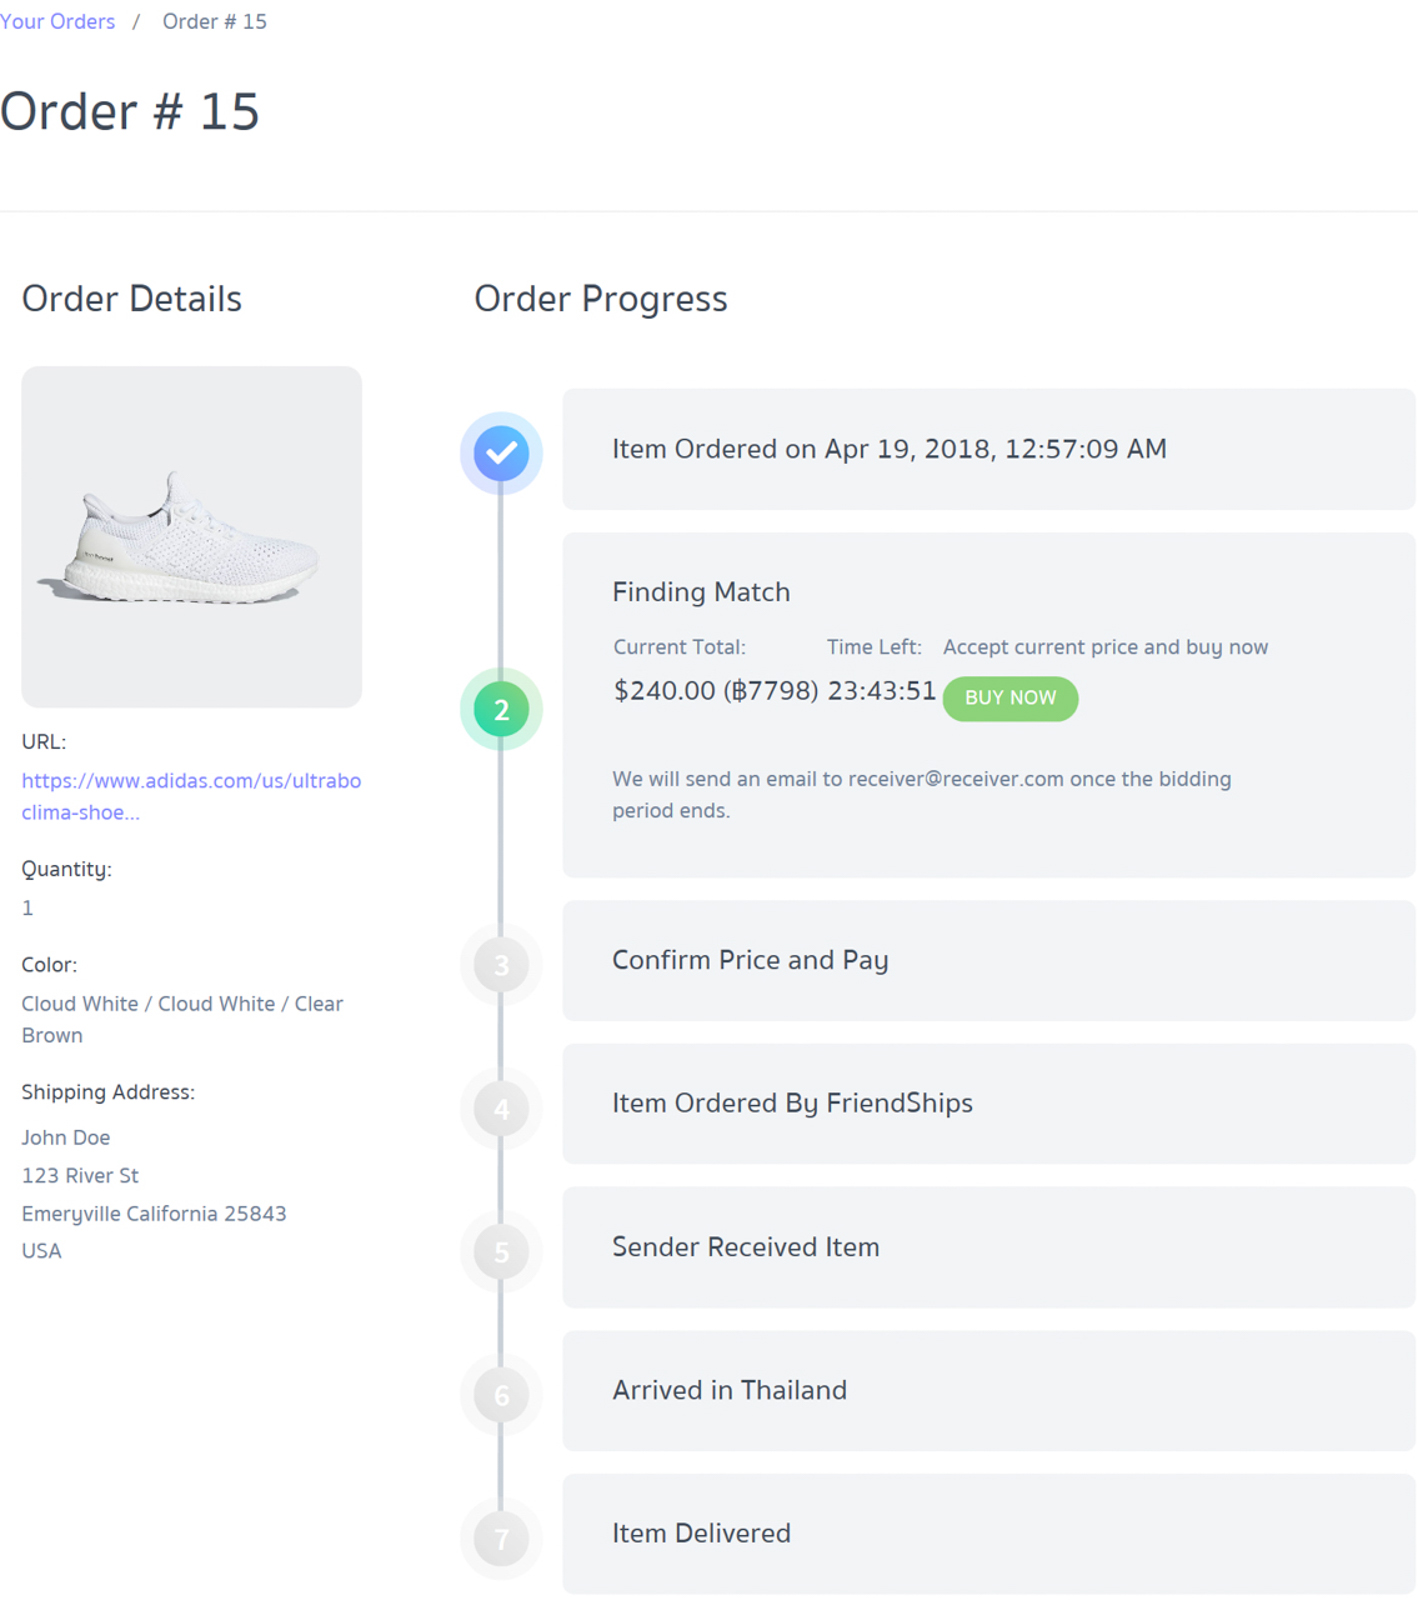 Your Orders / Order # 15
Order # 15
Order Details
URL:
https://www.adidas.com/us/ultrabo
clima-shoe...
Quantity:
1
Color:
Cloud White / Cloud White / Clear
Brown
Shipping Address:
John Doe
123 River St
Emeryville California 25843
USA
Order Progress
Item Ordered on Apr 19, 2018, 12:57:09 AM
2
Finding Match
Current Total: Time Left: Accept current price and buy now
$240.00 (฿7798) 23:43:51 BUY NOW
We will send an email to receiver@receiver.com once the bidding
period ends.
3 Confirm Price and Pay
4 Item Ordered By FriendShips
5 Sender Received Item
6 Arrived in Thailand
7 Item Delivered